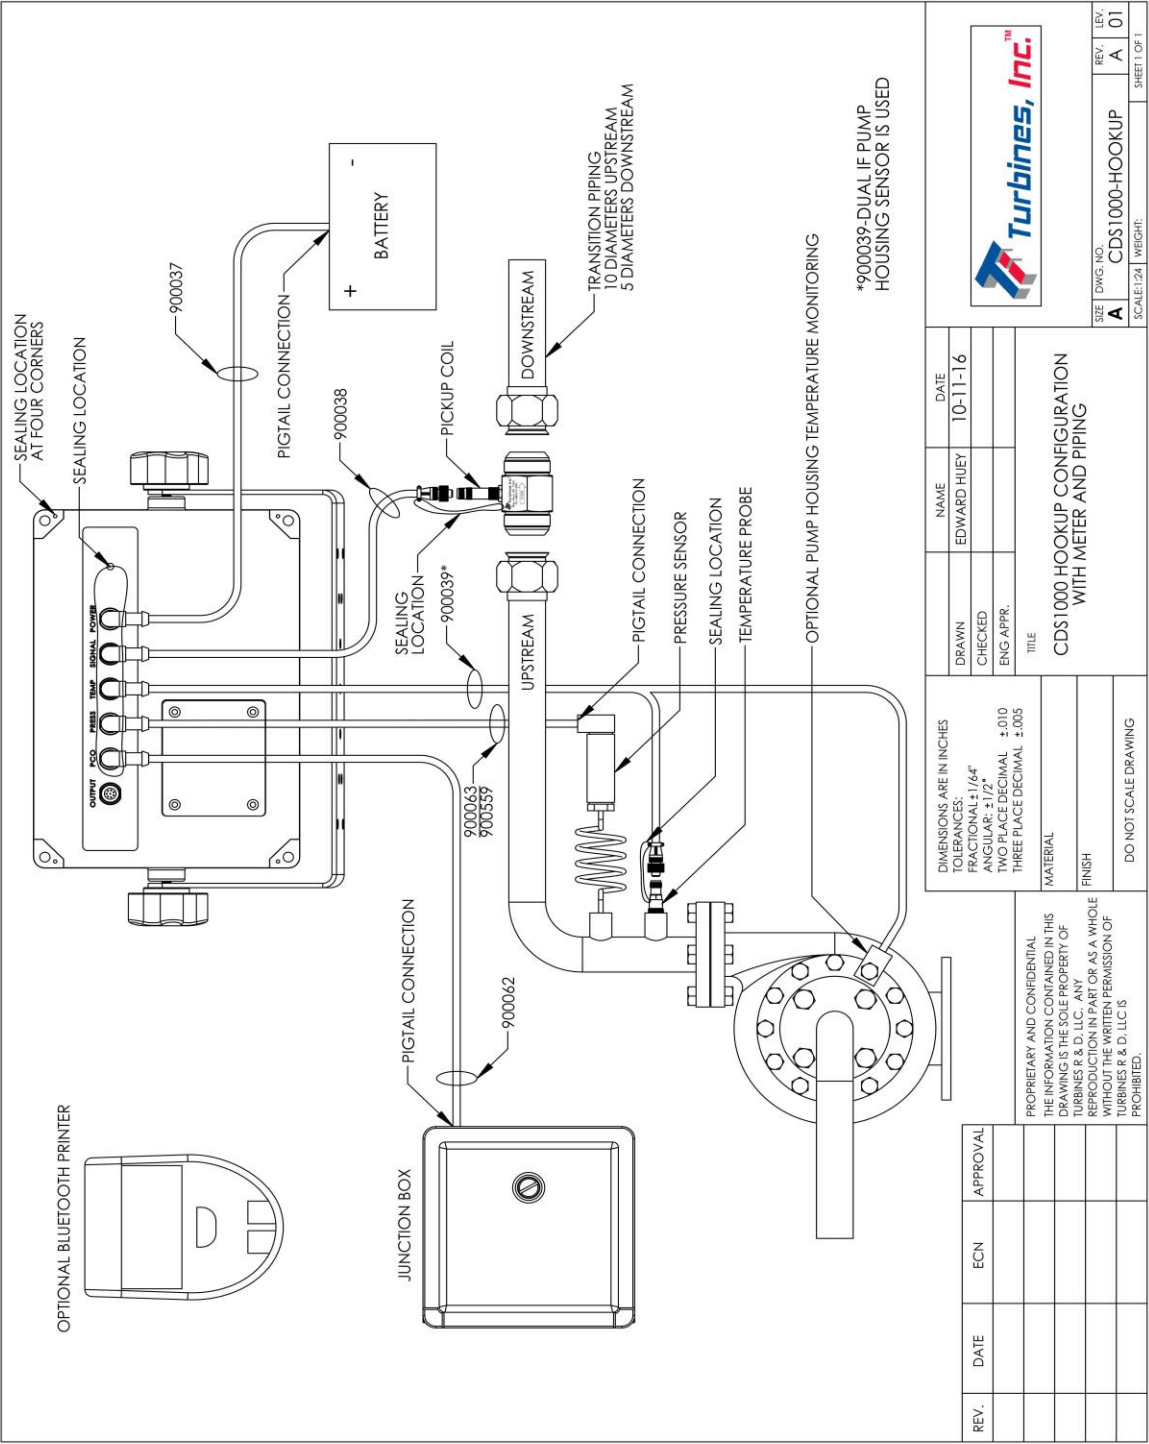 OPTIONAL BLUETOOTH PRINTER
SEALING LOCATION
AT FOUR CORNERS
SEALING LOCATION
OUTPUT
PCO
PRESS
TEMP
SIGNAL
POWER
900037
PIGTAIL CONNECTION
+
-
BATTERY
900038
PICKUP COIL
SEALING
LOCATION
900039*
JUNCTION BOX
PIGTAIL CONNECTION
900062
900063
900559
UPSTREAM
DOWNSTREAM
TRANSITION PIPING
10 DIAMETERS UPSTREAM
5 DIAMETERS DOWNSTREAM
PIGTAIL CONNECTION
PRESSURE SENSOR
SEALING LOCATION
TEMPERATURE PROBE
OPTIONAL PUMP HOUSING TEMPERATURE MONITORING
*900039-DUAL IF PUMP
HOUSING SENSOR IS USED
REV.
DATE
ECN
APPROVAL
PROPRIETARY AND CONFIDENTIAL
THE INFORMATION CONTAINED IN THIS
DRAWING IS THE SOLE PROPERTY OF
TURBINES R & D, LLC. ANY
REPRODUCTION IN PART OR AS A WHOLE
WITHOUT THE WRITTEN PERMISSION OF
TURBINES R & D, LLC IS
PROHIBITED.
DIMENSIONS ARE IN INCHES
TOLERANCES:
FRACTIONAL ± 1/64"
ANGULAR: ± 1/2°
TWO PLACE DECIMAL ±.010
THREE PLACE DECIMAL ±.005
MATERIAL
FINISH
DO NOT SCALE DRAWING
NAME
DATE
DRAWN
EDWARD HUEY
10-11-16
CHECKED
ENG APPR.
TITLE
CDS1000 HOOKUP CONFIGURATION
WITH METER AND PIPING
Turbines, Inc.™
SIZE
A
DWG. NO.
CDS1000-HOOKUP
REV.
A
LEV.
01
SCALE:1:24
WEIGHT:
SHEET 1 OF 1